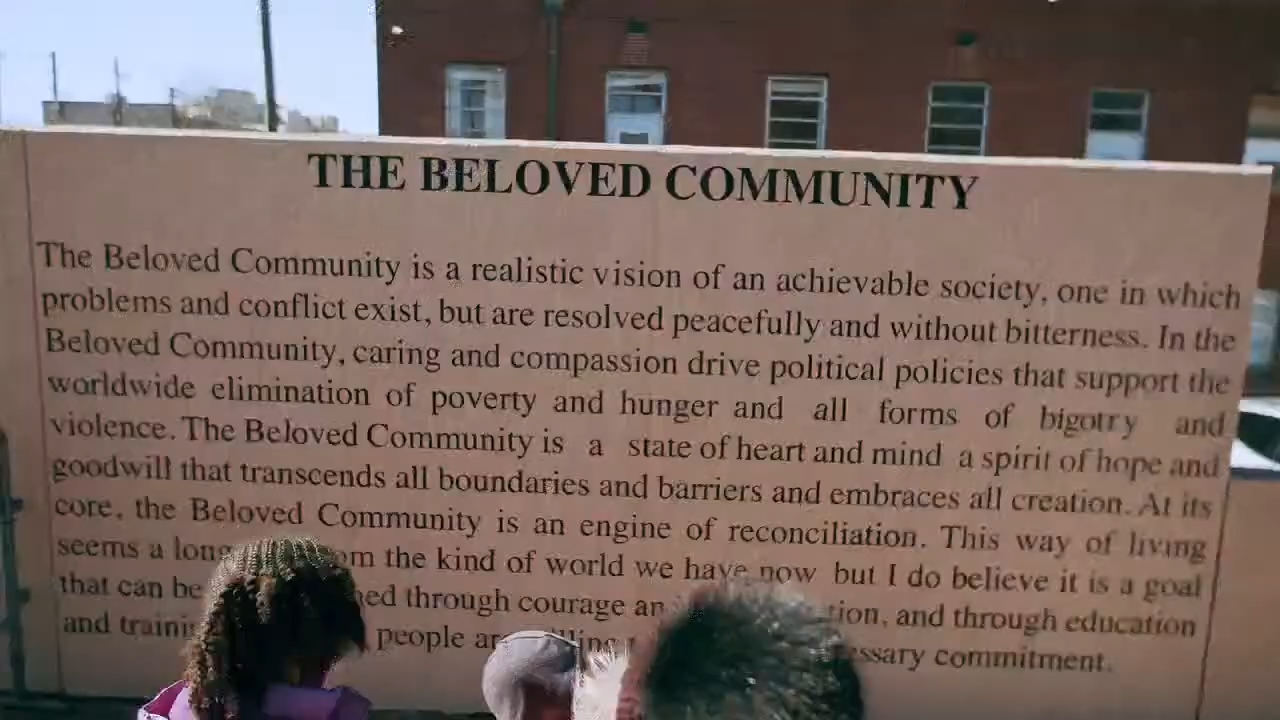 THE BELOVED COMMUNITY
The Beloved Community is a realistic vision of an achievable society, one in which
problems and conflict exist, but are resolved peacefully and without bitterness. In the
Beloved Community, caring and compassion drive political policies that support the
worldwide elimination of poverty and hunger and all forms of bigotry and
violence. The Beloved Community is a state of heart and mind a spirit of hope and
goodwill that transcends all boundaries and barriers and embraces all creation. At its
core, the Beloved Community is an engine of reconciliation. This way of living
seems a long the kind of world we have now but I do believe it is a goal
that can be through courage and through education
and people commitment.